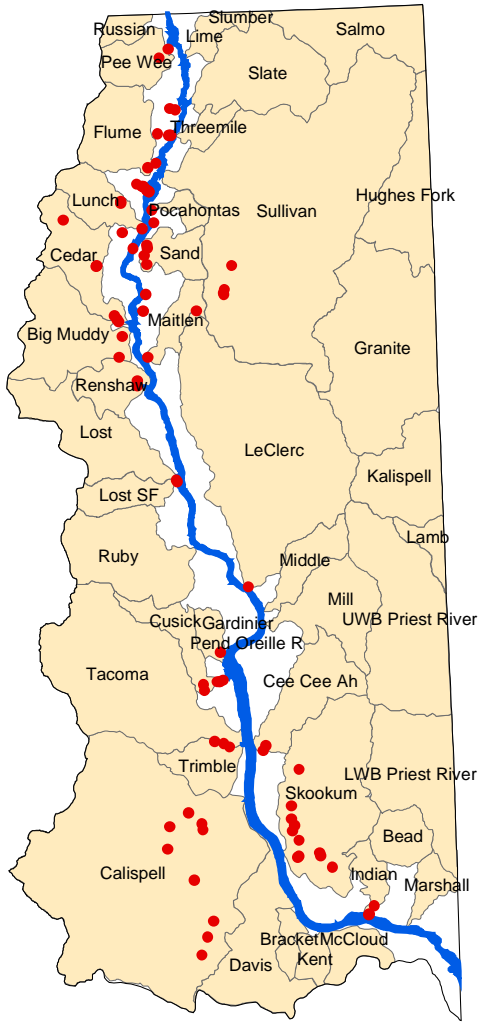 Slumber
Russian
Lime
Salmo
Pee Wee
Slate
Flume
Threemile
Hughes Fork
Lunch
Pocahontas
Sullivan
Cedar
Sand
Maitlen
Big Muddy
Granite
Renshaw
Lost
LeClerc
Kalispell
Lost SF
Lamb
Ruby
Middle
Mill
Cusick
Gardinier
UWB Priest River
Pend Oreille R
Tacoma
Cee Cee Ah
Trimble
LWB Priest River
Skookum
Bead
Calispell
Indian
Marshall
Bracket
McCloud
Kent
Davis